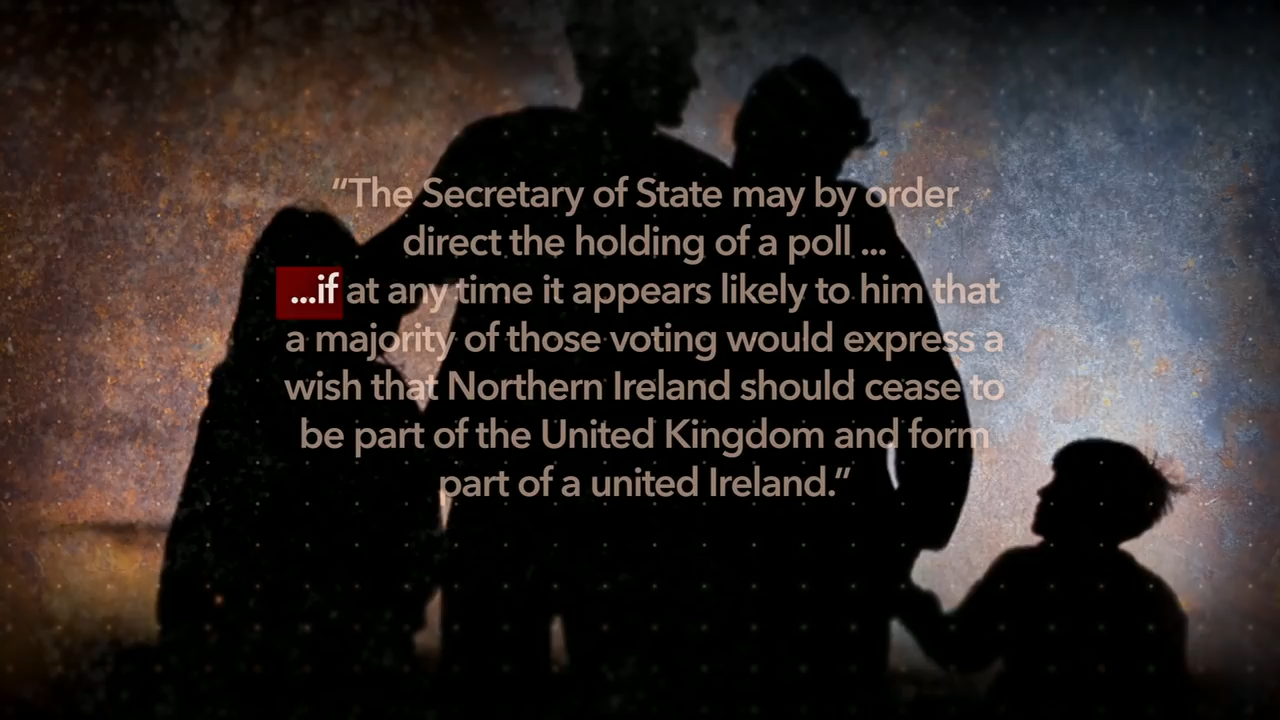 “The Secretary of State may by order
direct the holding of a poll ...
...if at any time it appears likely to him that
a majority of those voting would express a
wish that Northern Ireland should cease to
be part of the United Kingdom and form
part of a united Ireland.”